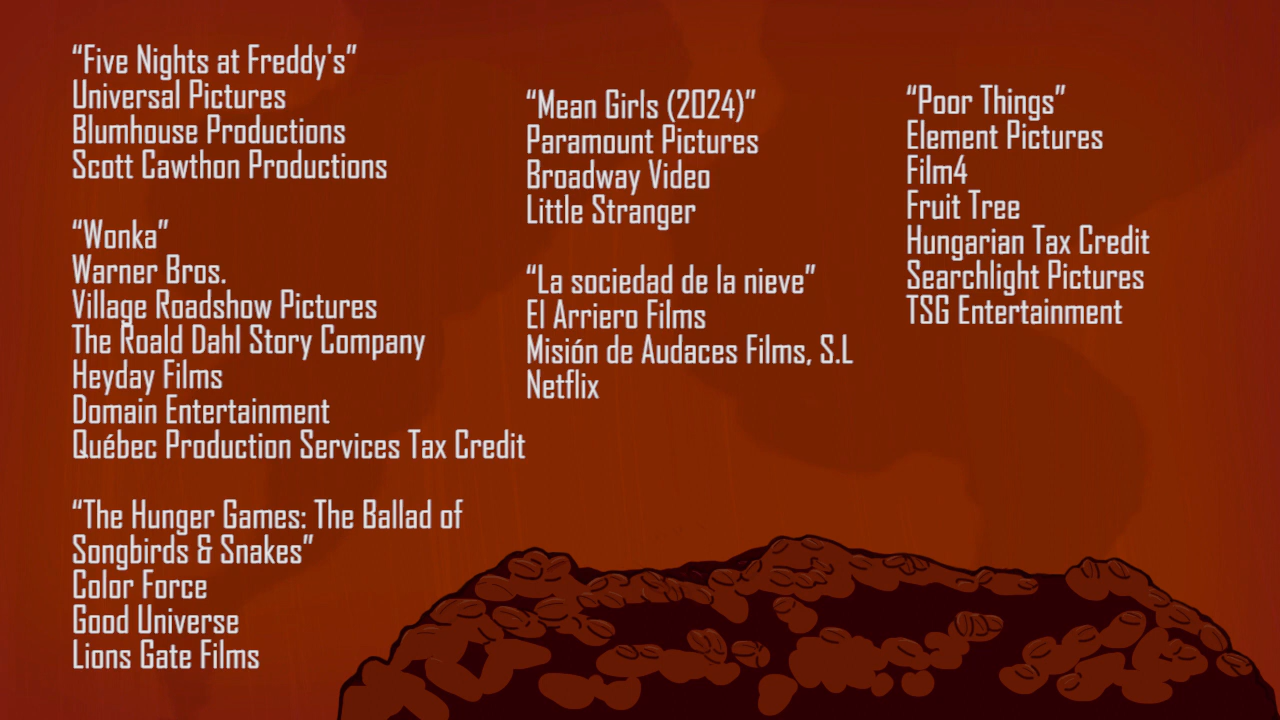 “Five Nights at Freddy's”
Universal Pictures
Blumhouse Productions
Scott Cawthon Productions
“Wonka”
Warner Bros.
Village Roadshow Pictures
The Roald Dahl Story Company
Heyday Films
Domain Entertainment
Québec Production Services Tax Credit
“The Hunger Games: The Ballad of
Songbirds & Snakes”
Color Force
Good Universe
Lions Gate Films
“Mean Girls (2024)”
Paramount Pictures
Broadway Video
Little Stranger
“La sociedad de la nieve”
El Arriero Films
Misión de Audaces Films, S.L
Netflix
“Poor Things”
Element Pictures
Film4
Fruit Tree
Hungarian Tax Credit
Searchlight Pictures
TSG Entertainment